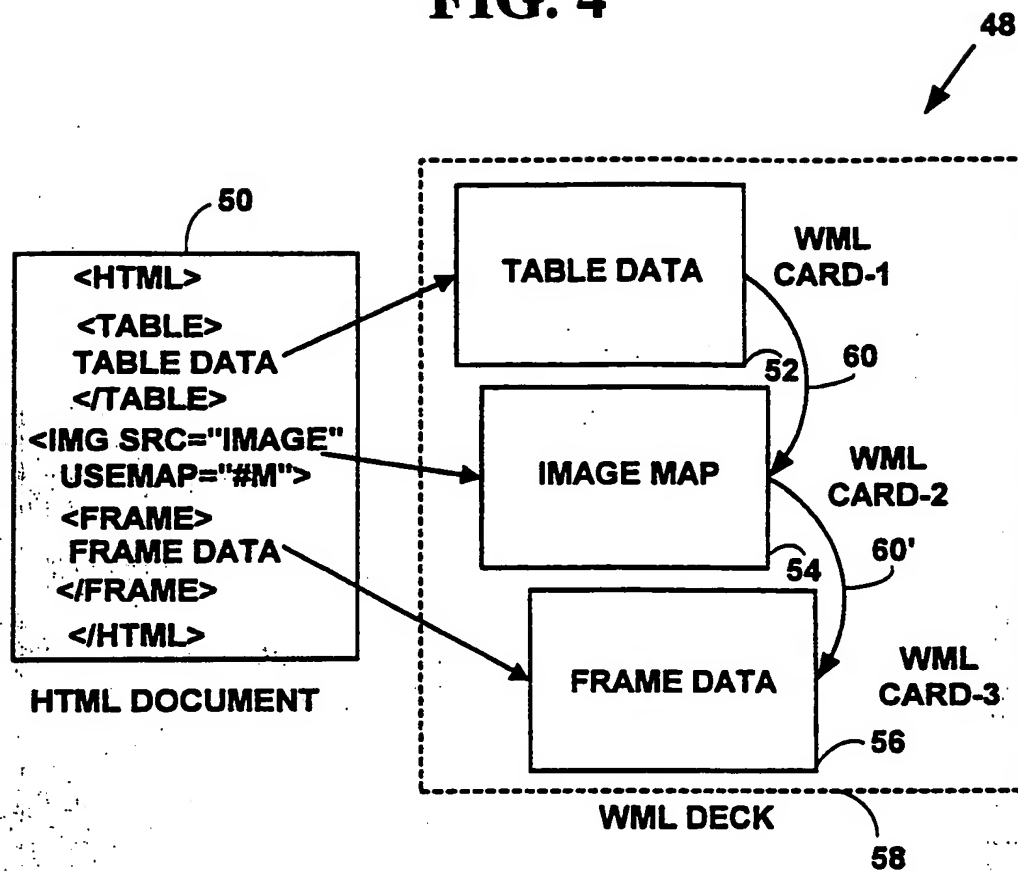 FIG. 4
48
50
<HTML>
<TABLE>
TABLE DATA
</TABLE>
<IMG SRC="IMAGE"
USEMAP="#M">
<FRAME>
FRAME DATA
</FRAME>
</HTML>
HTML DOCUMENT
TABLE DATA
WML
CARD-1
52
60
IMAGE MAP
WML
CARD-2
54
60'
FRAME DATA
WML
CARD-3
56
WML DECK
58